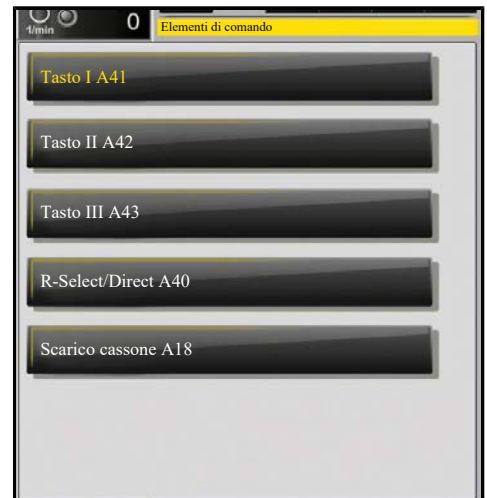 1/min
0
Elementi di comando
Tasto I A41
Tasto II A42
Tasto III A43
R-Select/Direct A40
Scarico cassone A18